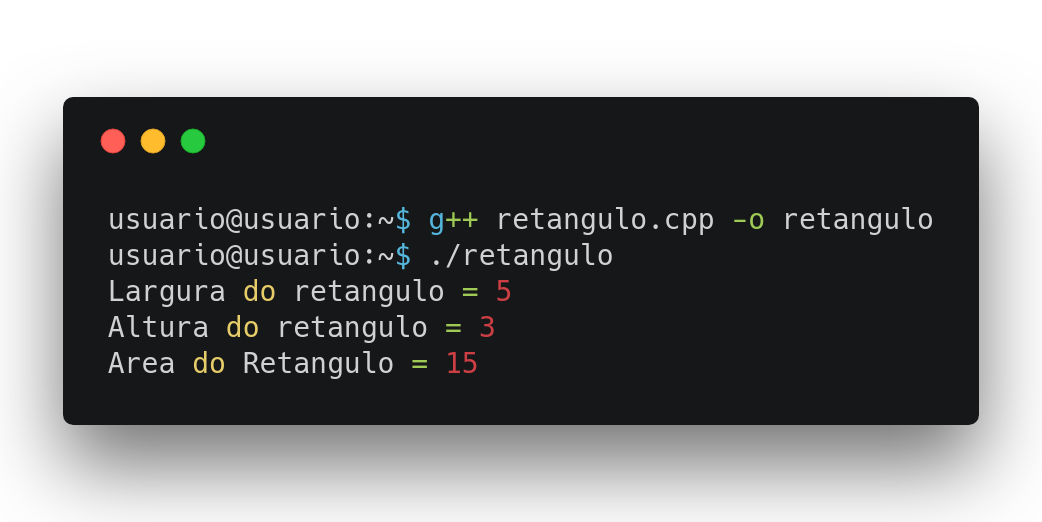 usuario@usuario:~$ g++ retangulo.cpp -o retangulo
usuario@usuario:~$ ./retangulo
Largura do retangulo = 5
Altura do retangulo = 3
Area do Retangulo = 15